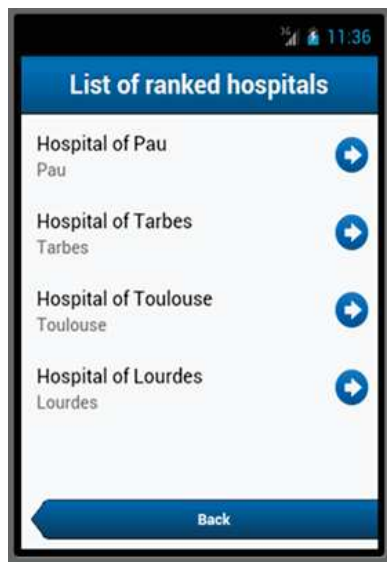 3G 11:36
List of ranked hospitals
Hospital of Pau
Pau
Hospital of Tarbes
Tarbes
Hospital of Toulouse
Toulouse
Hospital of Lourdes
Lourdes
Back